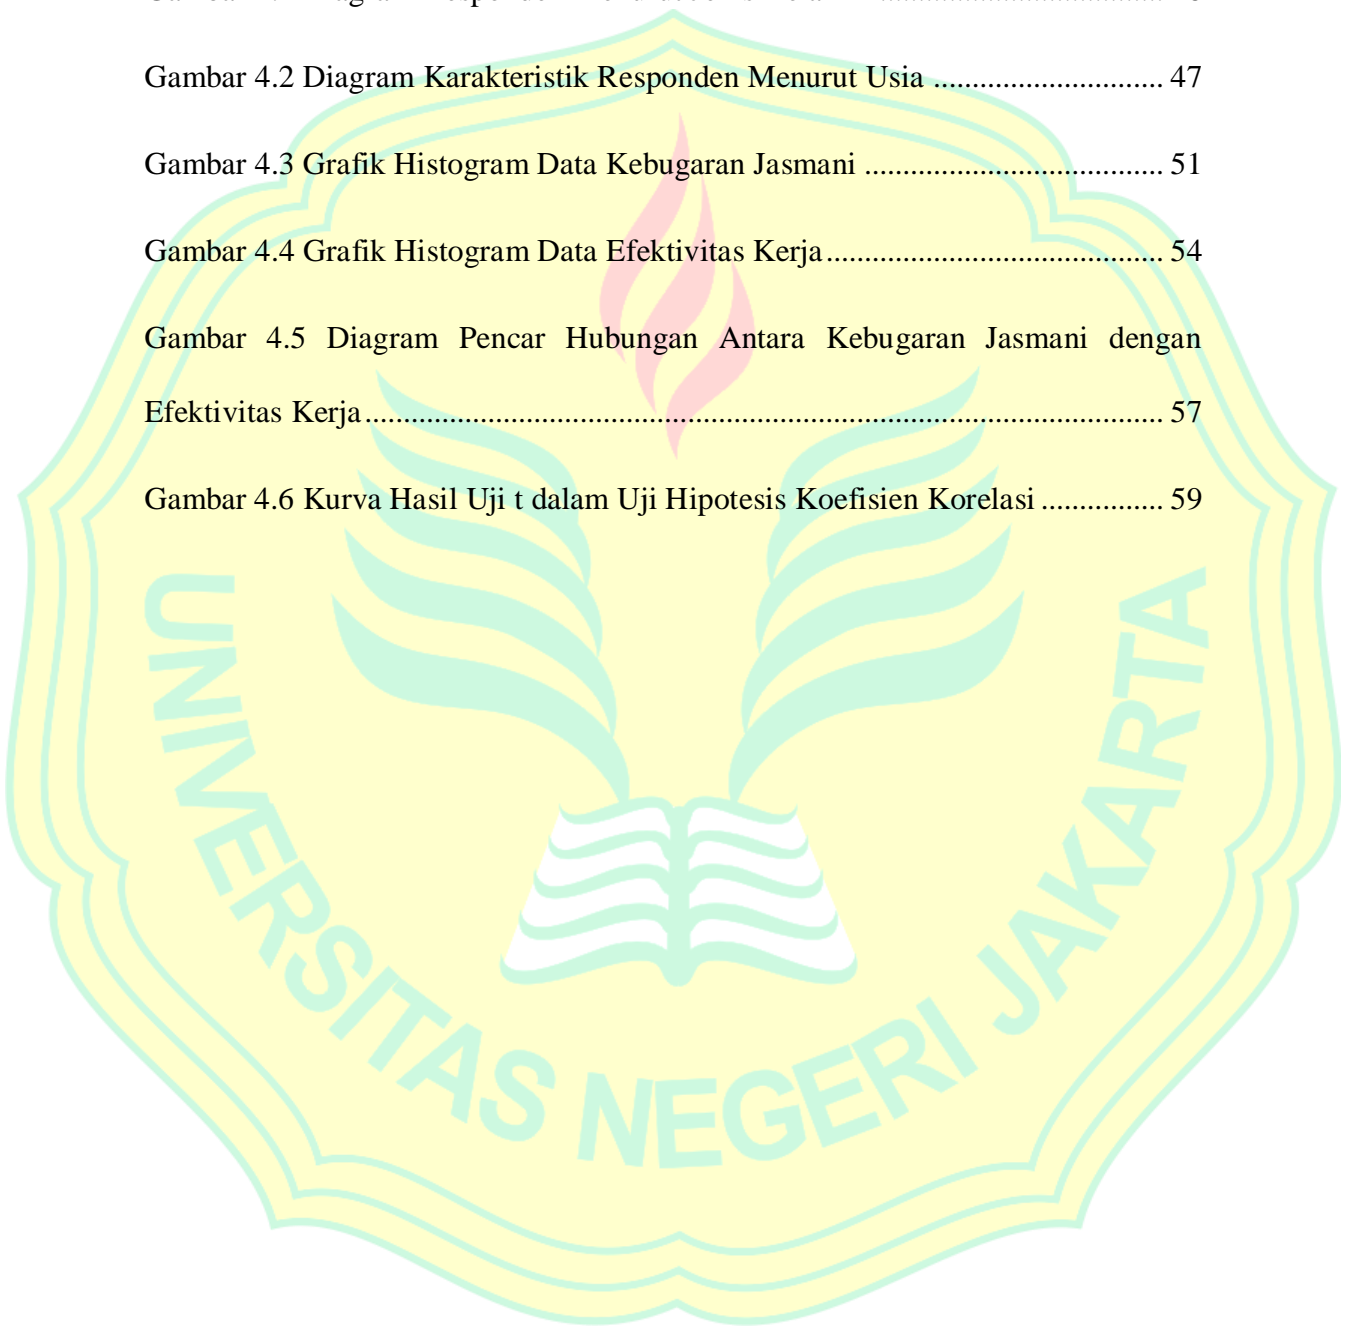 Gambar 4.2 Diagram Karakteristik Responden Menurut Usia .............................. 47
Gambar 4.3 Grafik Histogram Data Kebugaran Jasmani ....................................... 51
Gambar 4.4 Grafik Histogram Data Efektivitas Kerja ............................................ 54
Gambar 4.5 Diagram Pencar Hubungan Antara Kebugaran Jasmani dengan
Efektivitas Kerja ........................................................................................................ 57
Gambar 4.6 Kurva Hasil Uji t dalam Uji Hipotesis Koefisien Korelasi ................ 59
UNIVERSITAS NEGERI JAKARTA